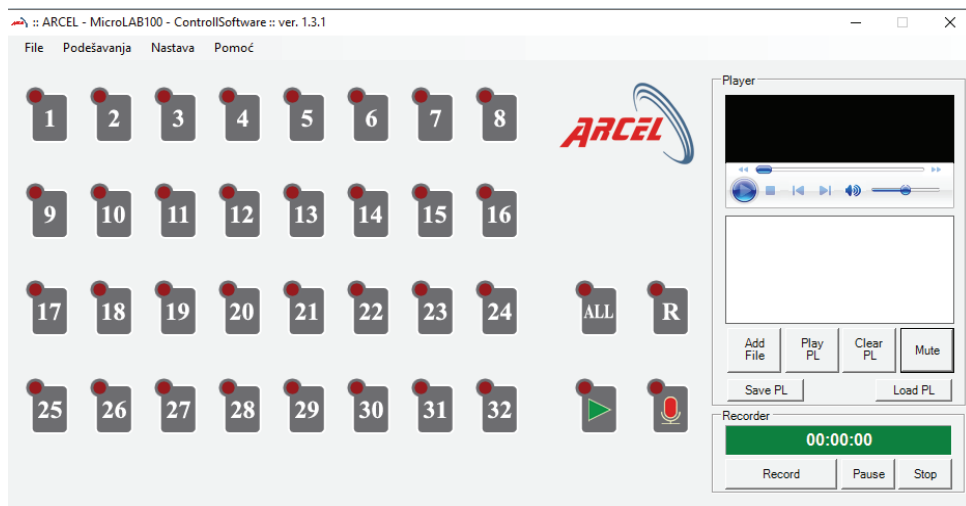 :: ARCEL - MicroLAB100 - ControllSoftware :: ver. 1.3.1
File Podešavanja Nastava Pomoć
1 2 3 4 5 6 7 8
ARCEL
9 10 11 12 13 14 15 16
17 18 19 20 21 22 23 24
ALL R
25 26 27 28 29 30 31 32
Player
Add File
Play PL
Clear PL
Mute
Save PL
Load PL
Recorder
00:00:00
Record Pause Stop